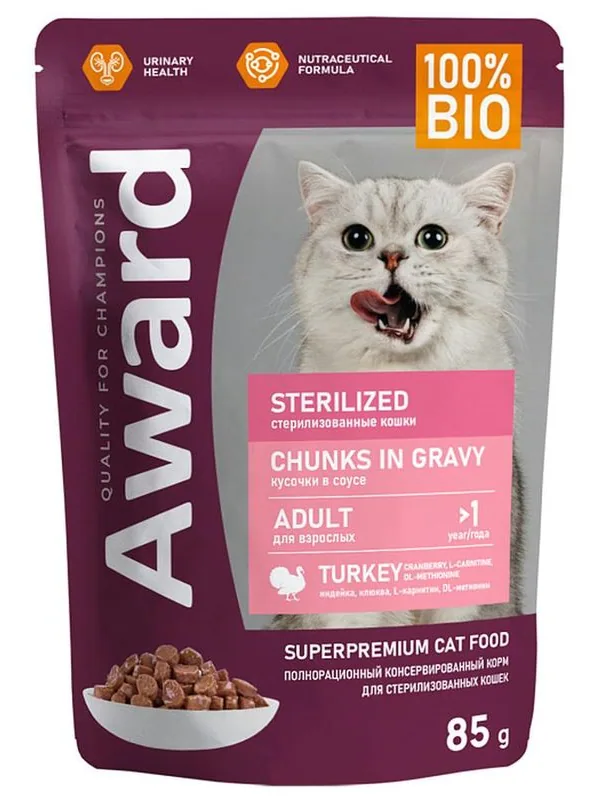 URINARY
HEALTH
NUTRACEUTICAL
FORMULA
100%
BIO
QUALITY FOR CHAMPIONS
Award
STERILIZED
стерилизованные кошки
CHUNKS IN GRAVY
кусочки в соусе
ADULT
для взрослых
>1
year/года
TURKEY CRANBERRY, L-CARNITINE,
DL-METHIONINE
индейка, клюква, L-карнитин, DL-метионин
SUPERPREMIUM CAT FOOD
ПОЛНОРАЦИОННЫЙ КОНСЕРВИРОВАННЫЙ КОРМ
ДЛЯ СТЕРИЛИЗОВАННЫХ КОШЕК
85 g